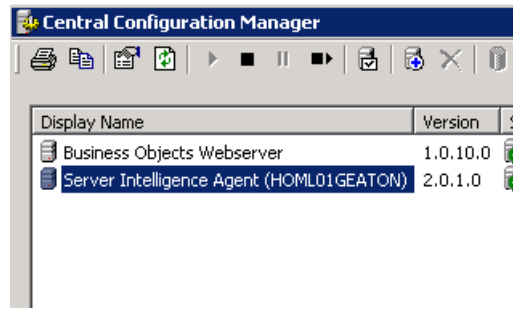 Central Configuration Manager
Display Name Version S
Business Objects Webserver 1.0.10.0
Server Intelligence Agent (HOML01GEATON) 2.0.1.0